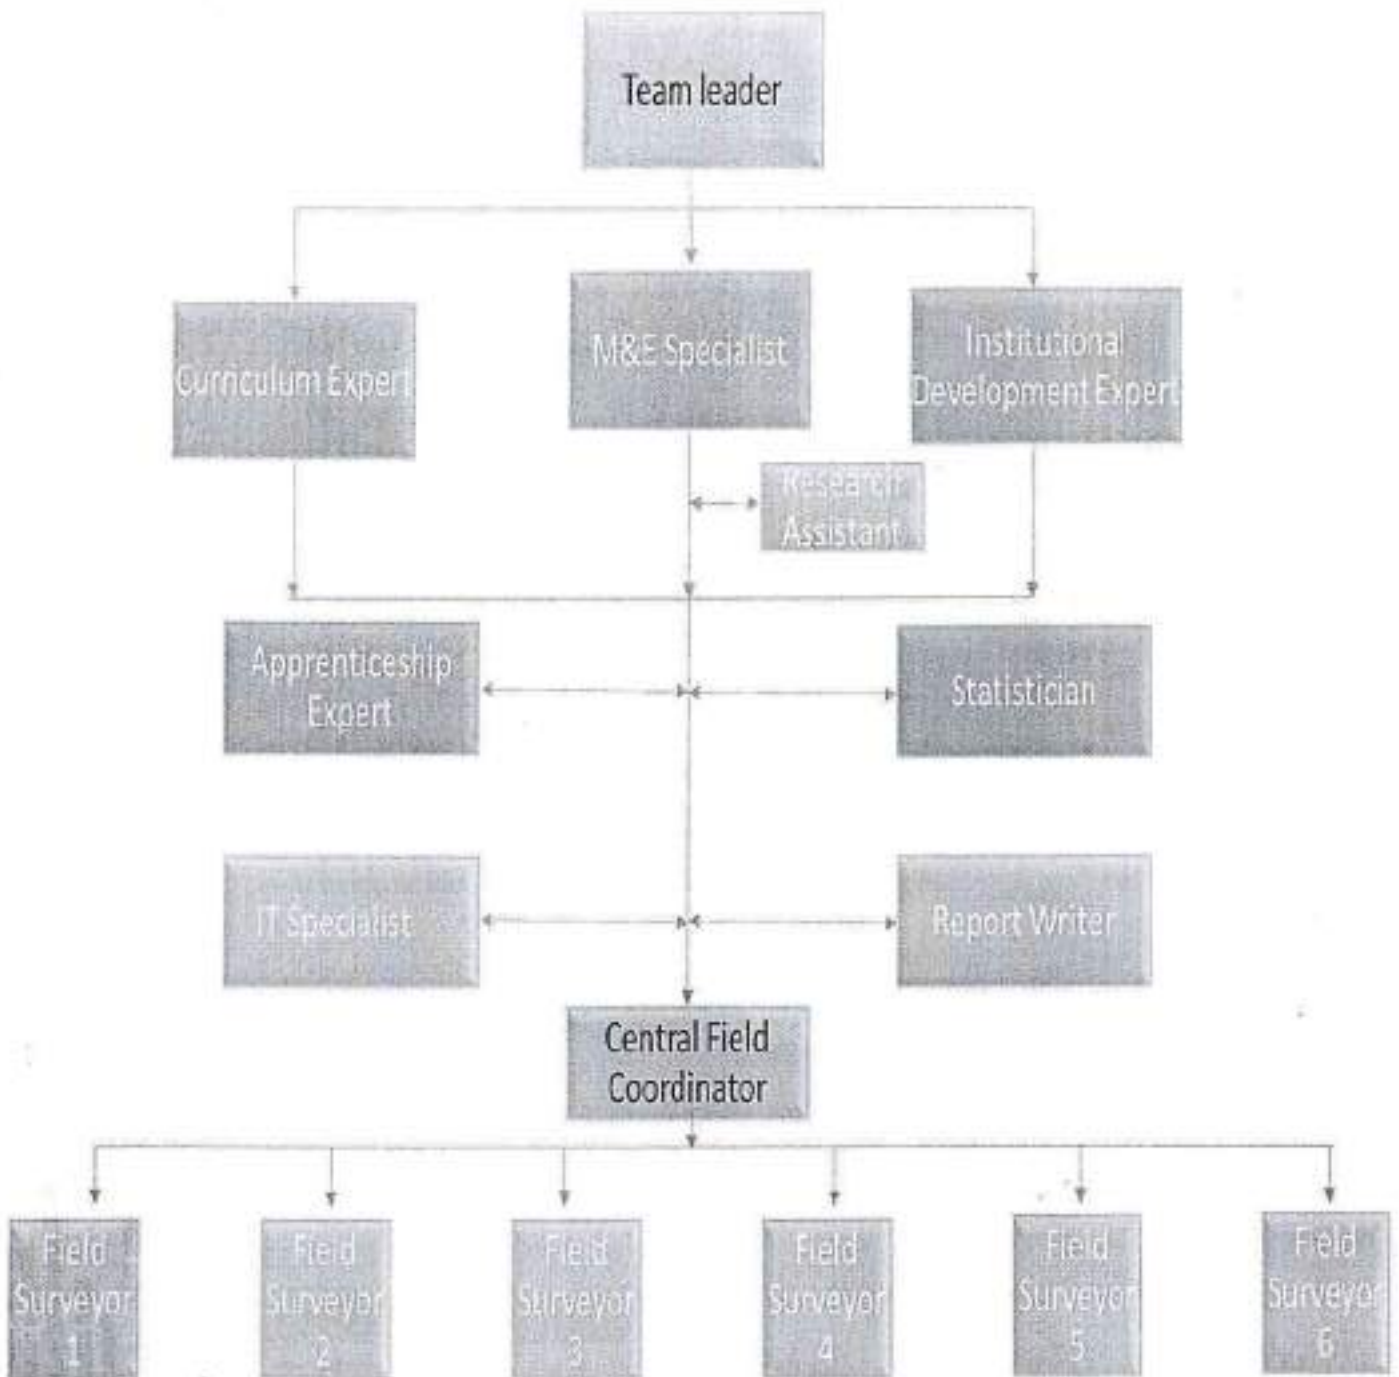 Team leader
Curriculum Expert
M&E Specialist
Institutional
Development Expert
Research
Assistant
Apprenticeship
Expert
Statistician
IT Specialist
Report Writer
Central Field
Coordinator
Field
Surveyor
1
Field
Surveyor
2
Field
Surveyor
3
Field
Surveyor
4
Field
Surveyor
5
Field
Surveyor
6